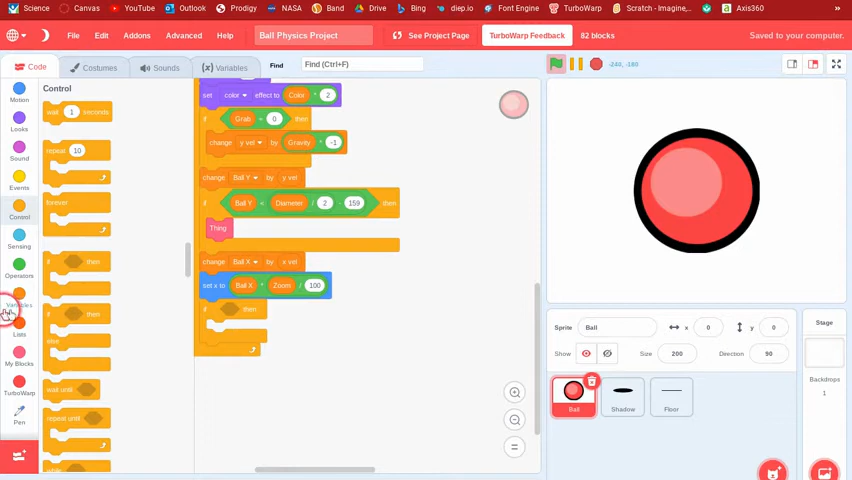 Causes YouTube Outlook Prodigy NASA Band Drive Bing diep.io Font Engine TurboWarp Scratch - Imagine,... Acis Axis360 »
File Edit Addons Advanced Help Ball Physics Project See Project Page TurboWarp Feedback 82 blocks Saved to your computer.
Code Costumes Sounds (Variables Find Find (Ctrl+F) -240, -180
Motion
Looks
Sound
Events
Control
Sensing
Operators
Variables
Lists
My Blocks
TurboWarp
Pen
Control
wait 1 seconds
repeat 10
forever
if then
if then
else
wait until
repeat until
while
set color effect to Color * 2
if Grab = 0 then
change y vel by Gravity * -1
change Ball Y by y vel
if Ball Y < Diameter / 2 - 159 then
Thing
change Ball X by x vel
set x to Ball X * Zoom / 100
if then
Sprite Ball x 0 y 0
Show Size 200 Direction 90
Ball
Shadow
Floor
Stage
Backdrops
1